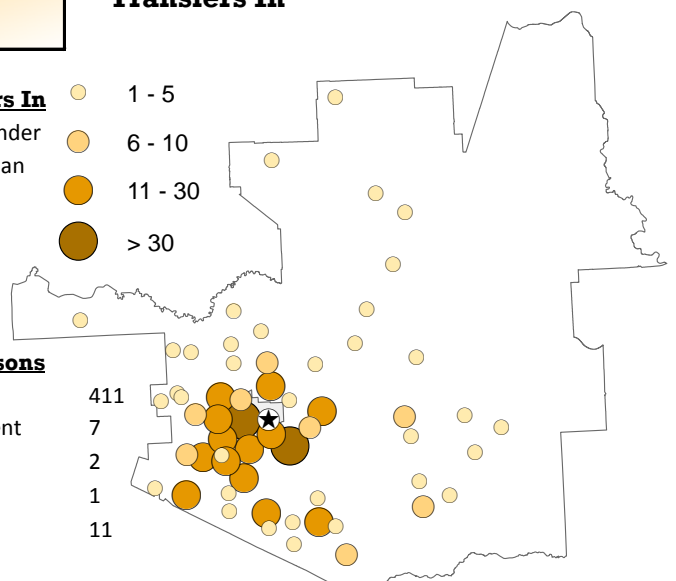 Transfers In
rs In
nder
an
1 - 5
6 - 10
11 - 30
> 30
sons
411
ent 7
2
1
11